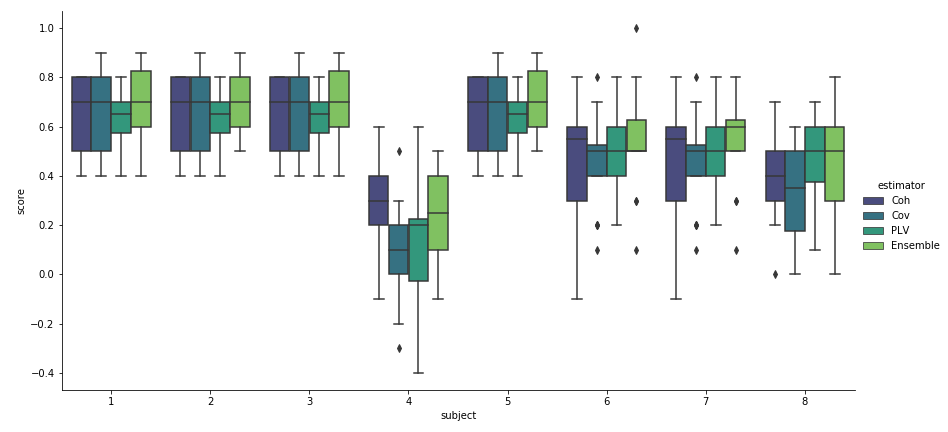 1.0
0.8
0.6
0.4
0.2
0.0
−0.2
−0.4
score
1 2 3 4 5 6 7 8
subject
estimator
Coh
Cov
PLV
Ensemble